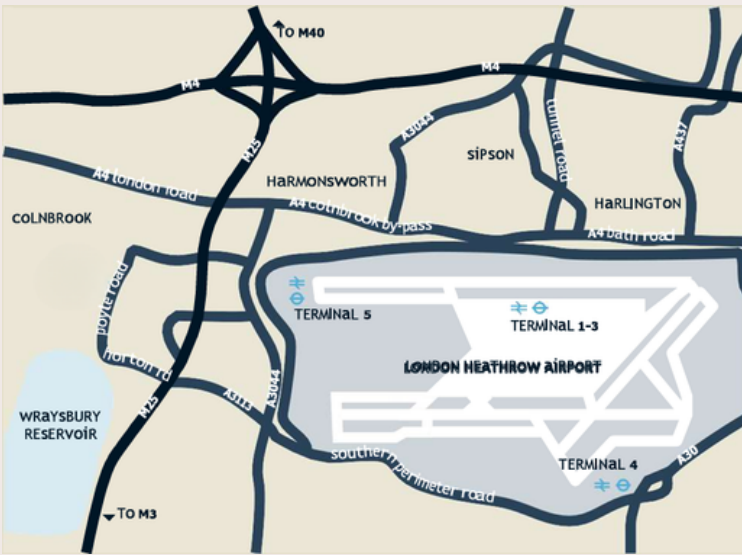 TO M40
M4
M4
A3044
M25
tunnel road
A437
SIPSON
HARMONSWORTH
A4 london road
HARLINGTON
A4 colnbrook by-pass
A4 bath road
COLNBROOK
poyle road
TERMINAL 5
TERMINAL 1-3
LONDON HEATHROW AIRPORT
horton rd
A3113
A3044
M25
WRAYSBURY
RESERVOIR
southern perimeter road
TERMINAL 4
A30
TO M3